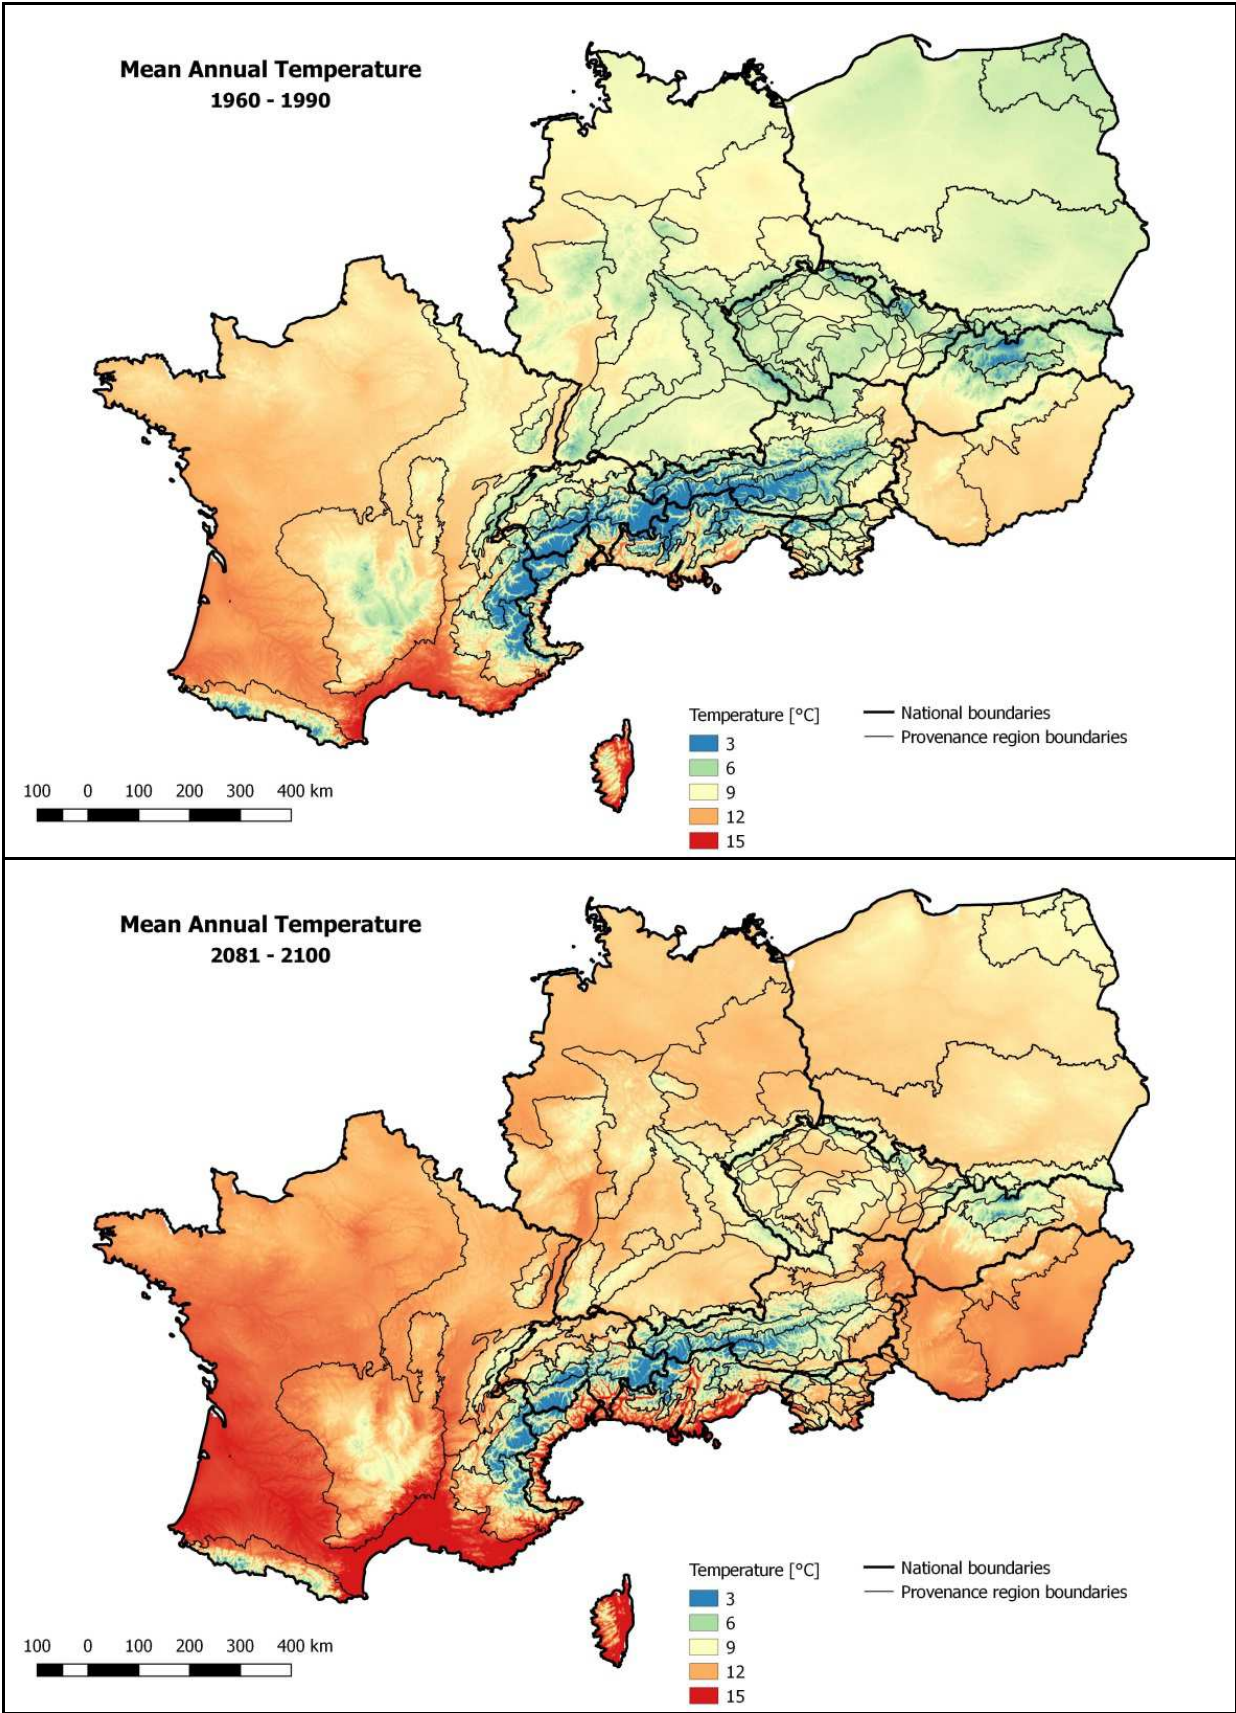 Mean Annual Temperature
1960 - 1990
Temperature [°C]
3
6
9
12
15
National boundaries
Provenance region boundaries
100 0 100 200 300 400 km
Mean Annual Temperature
2081 - 2100
Temperature [°C]
3
6
9
12
15
National boundaries
Provenance region boundaries
100 0 100 200 300 400 km